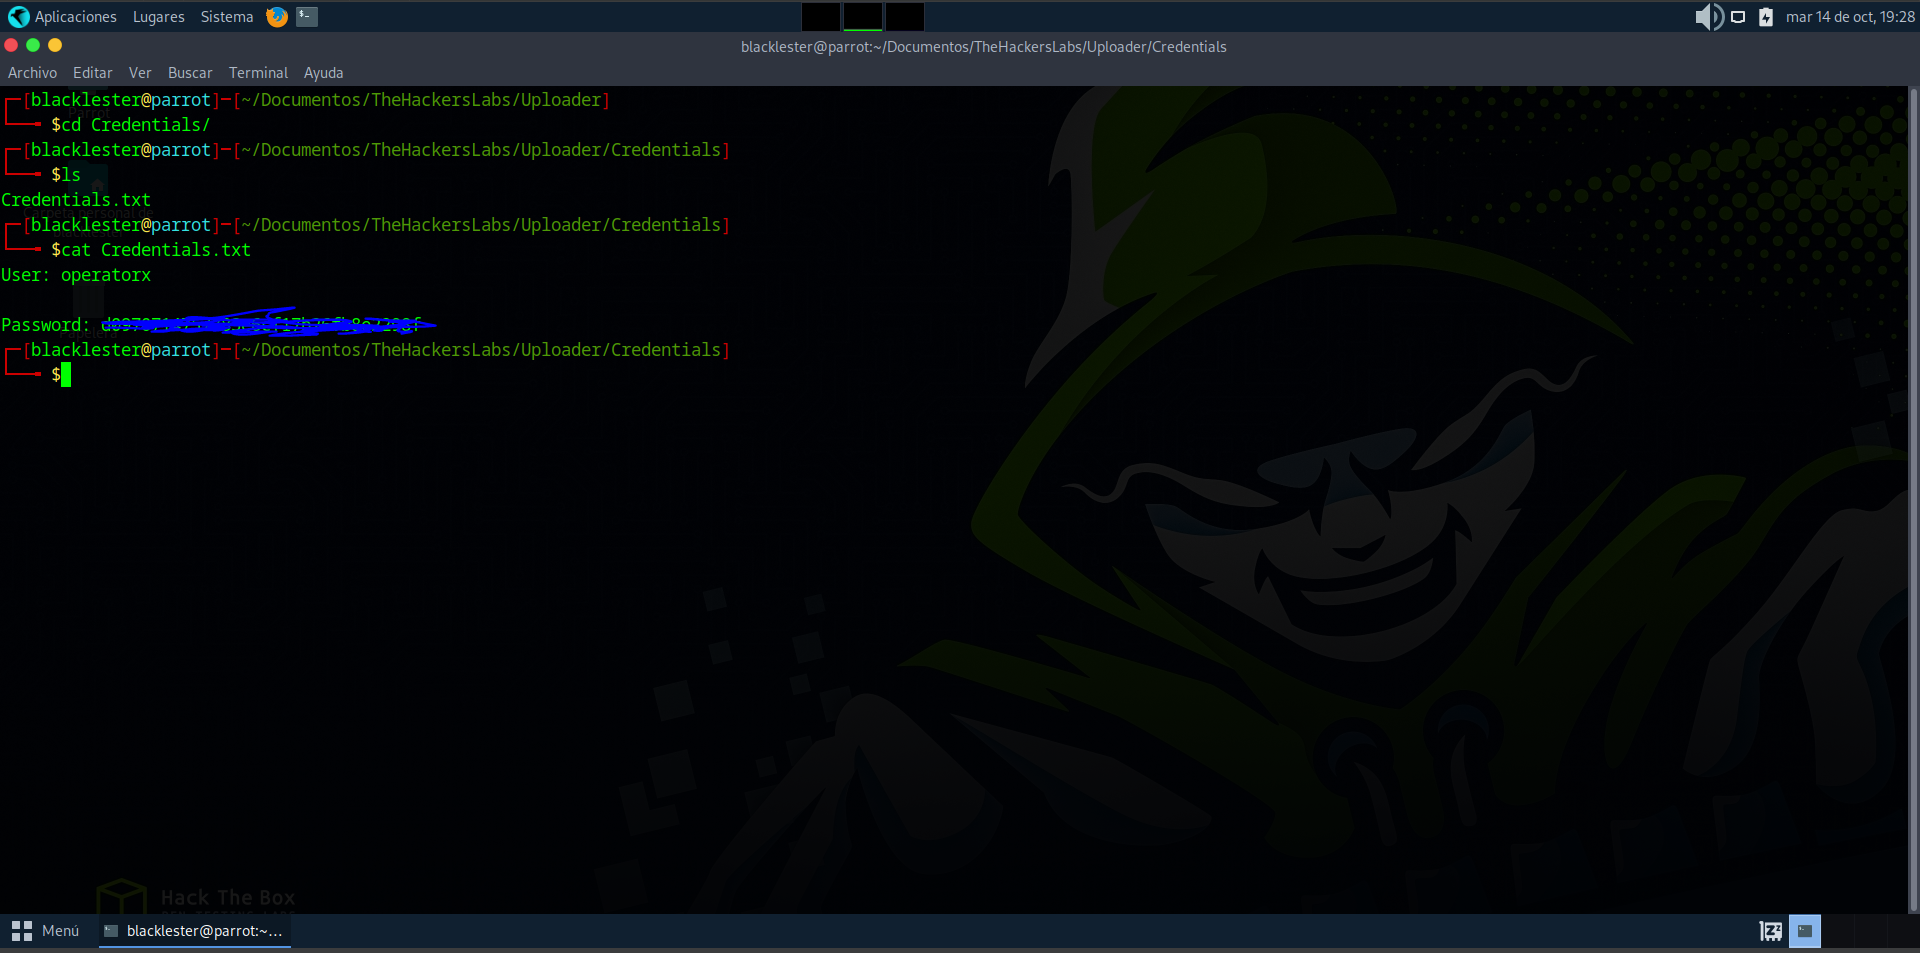 Aplicaciones Lugares Sistema
mar 14 de oct, 19:28
blacklester@parrot:~/Documentos/TheHackersLabs/Uploader/Credentials
Archivo Editar Ver Buscar Terminal Ayuda
[blacklester@parrot]─[~/Documentos/TheHackersLabs/Uploader]
$cd Credentials/
[blacklester@parrot]─[~/Documentos/TheHackersLabs/Uploader/Credentials]
$ls
Credentials.txt
[blacklester@parrot]─[~/Documentos/TheHackersLabs/Uploader/Credentials]
$cat Credentials.txt
User: operatorx
Password:
[blacklester@parrot]─[~/Documentos/TheHackersLabs/Uploader/Credentials]
$
Hack The Box
Menú
blacklester@parrot:~...